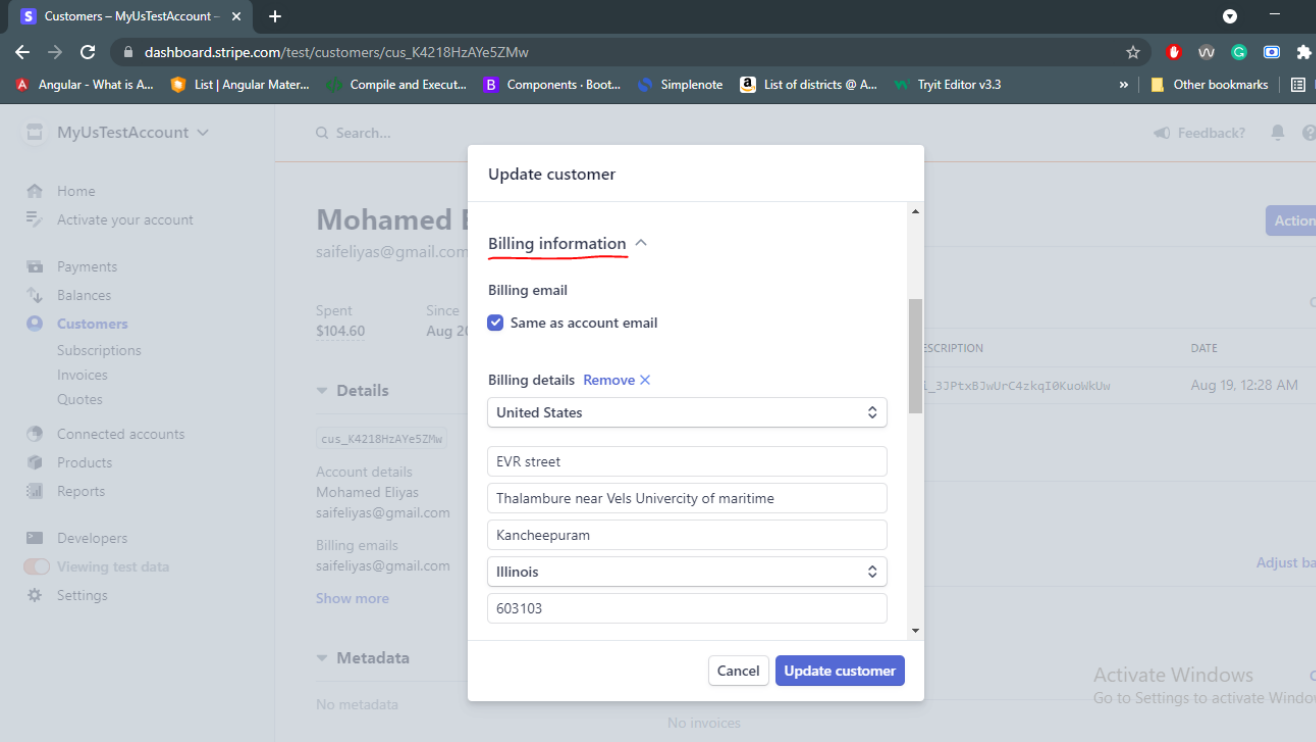 Customers – MyUsTestAccount –
dashboard.stripe.com/test/customers/cus_K4218HzAYe5ZMw
Angular - What is A... List | Angular Mater... Compile and Execut... Components · Boot... Simplenote List of districts @ A... Tryit Editor v3.3 » Other bookmarks
MyUsTestAccount
Search...
Feedback?
Home
Activate your account
Payments
Balances
Customers
Subscriptions
Invoices
Quotes
Connected accounts
Products
Reports
Developers
Viewing test data
Settings
Mohamed E
saifeliyas@gmail.com
Action
Spent Since
$104.60 Aug 20
Details
cus_K4218HzAYe5ZMw
Account details
Mohamed Eliyas
saifeliyas@gmail.com
Billing emails
saifeliyas@gmail.com
Show more
Metadata
No metadata
Update customer
Billing information
Billing email
Same as account email
Billing details Remove ×
United States
EVR street
Thalambure near Vels Univercity of maritime
Kancheepuram
Illinois
603103
Cancel Update customer
ESCRIPTION DATE
i_3JPtxBJwUrC4zkqI0KuoWkUw Aug 19, 12:28 AM
Adjust ba
No invoices
Activate Windows
Go to Settings to activate Windo